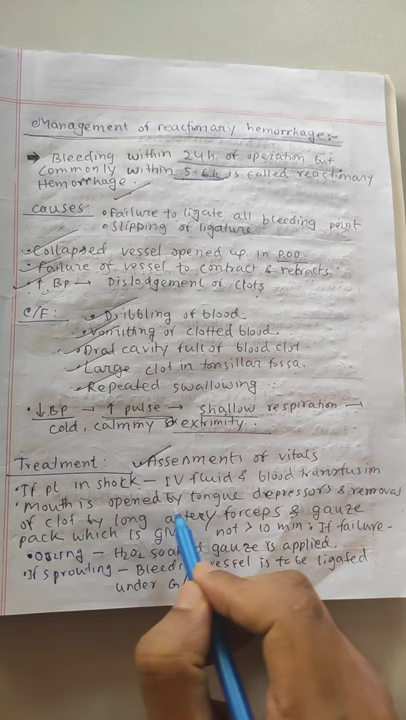 Management of reactionary hemorrhage:-
➡ Bleeding within 24h. of operation but
commonly within 5-6h is called reactionary
Hemorrhage.
causes • Failure to ligate all bleeding point
• Slipping of ligature.
• Collapsed vessel opened up in P.O.D
• Failure of vessel to contract & retracts.
• ↑ BP → Dislodgement of clots
C/F: • Dribbling of blood.
• Vomitting of clotted blood.
• Oral cavity full of blood clot
• Large clot in tonsillar fossa.
• Repeated swallowing
• ↓BP → ↑ pulse → shallow respiration →
cold, calmmy extrimity.
Treatment: • Assenments of vitals
• If pt in shock - IV fluid & blood transfusim
• Mouth is opened by tongue depressors & removal
of clot by long artery forceps & gauze
pack which is not > 10 min. If failure-
• Oozing - H2O2 soaked gauze is applied.
• If sprouting - vessel is to be ligated
under